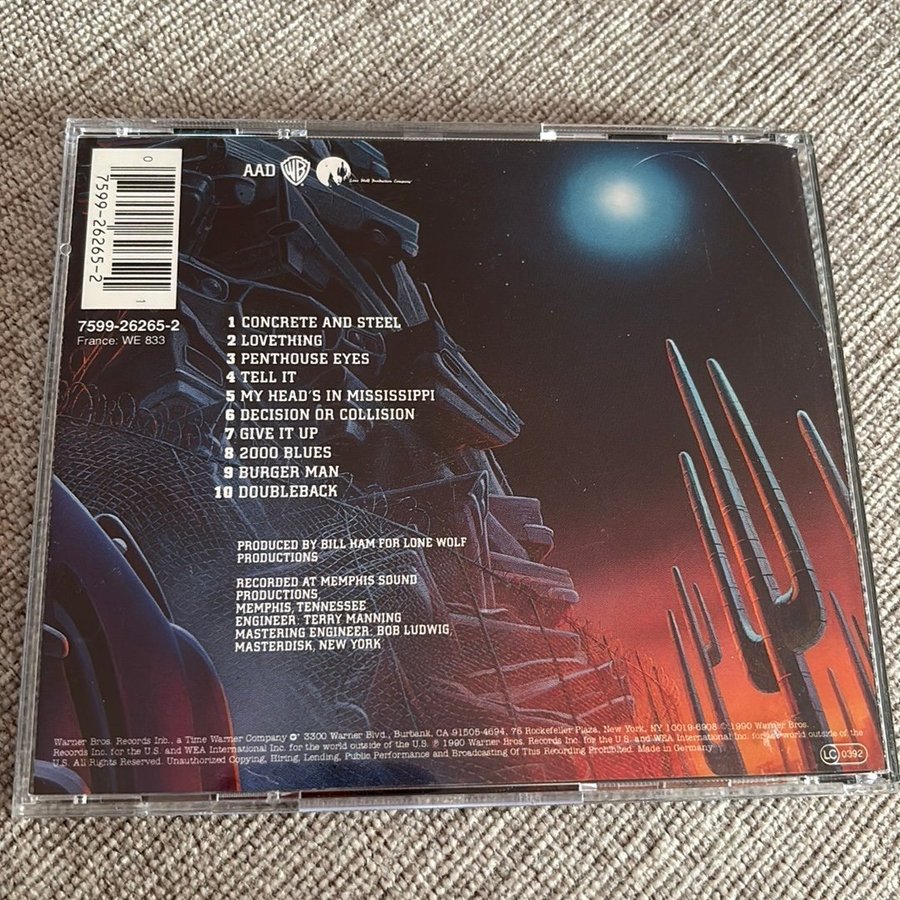 0
7599-26265-2
1
AAD WB Lone Wolf Production Company
7599-26265-2
France: WE 833
1 CONCRETE AND STEEL
2 LOVETHING
3 PENTHOUSE EYES
4 TELL IT
5 MY HEAD'S IN MISSISSIPPI
6 DECISION OR COLLISION
7 GIVE IT UP
8 2000 BLUES
9 BURGER MAN
10 DOUBLEBACK
PRODUCED BY BILL HAM FOR LONE WOLF
PRODUCTIONS
RECORDED AT MEMPHIS SOUND
PRODUCTIONS,
MEMPHIS, TENNESSEE
ENGINEER: TERRY MANNING
MASTERING ENGINEER: BOB LUDWIG,
MASTERDISK, NEW YORK
Warner Bros. Records Inc., a Time Warner Company 3300 Warner Blvd., Burbank, CA 91505-4694. 75 Rockefeller Plaza, New York, NY 10019-6908 © 1990 Warner Bros.
Records Inc. for the U.S. and WEA International Inc. for the world outside of the U.S. ℗ 1990 Warner Bros. Records Inc. for the U.S. and WEA International Inc. for the world outside of the
U.S. All Rights Reserved. Unauthorized Copying, Hiring, Lending, Public Performance and Broadcasting Of This Recording Prohibited. Made in Germany
LC 0392